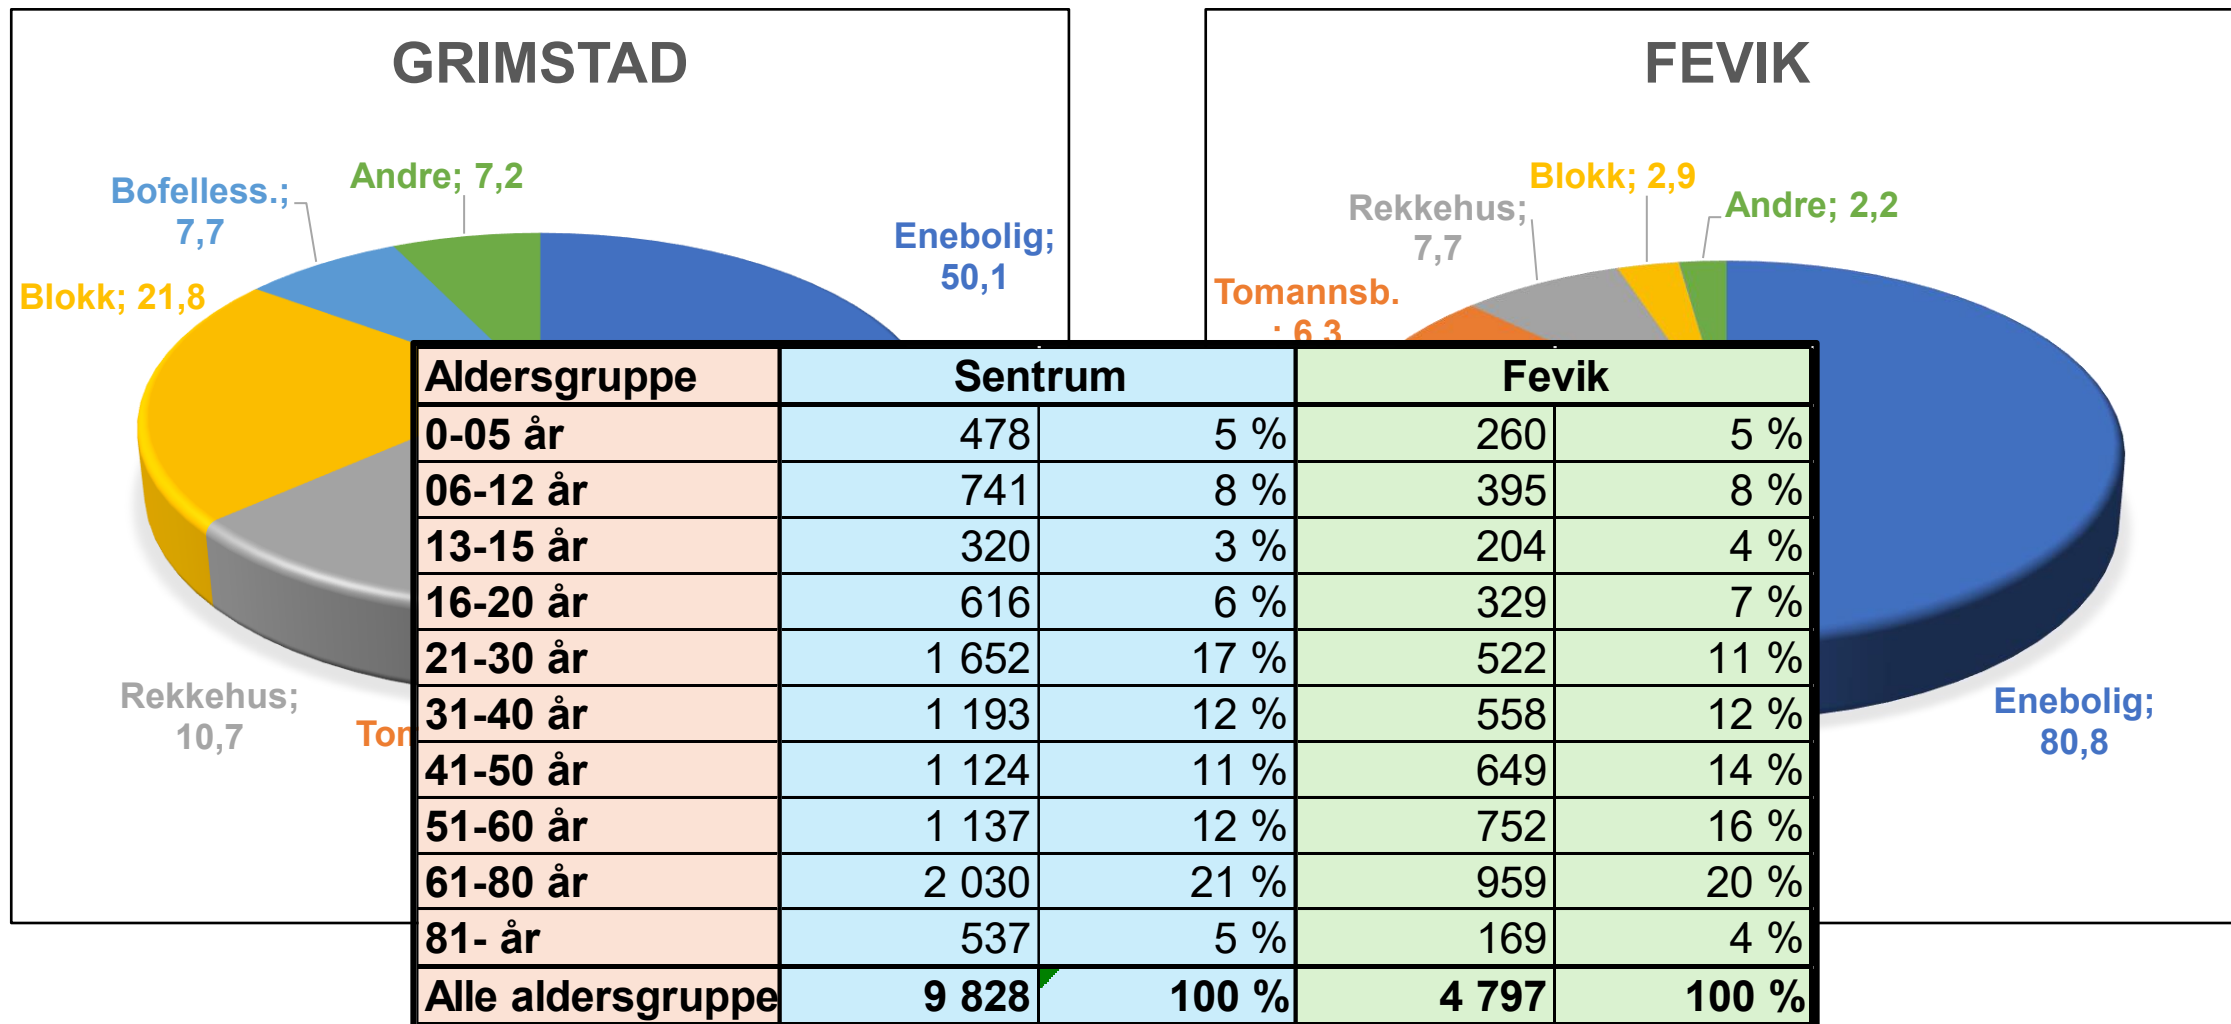 GRIMSTAD
Bofelless.;
7,7
Andre; 7,2
Enebolig;
50,1
Blokk; 21,8
Rekkehus;
10,7
FEVIK
Blokk; 2,9
Rekkehus;
7,7
Andre; 2,2
Tomannsb.
; 6,3
Enebolig;
80,8
Aldersgruppe Sentrum Fevik
0-05 år 478 5 % 260 5 %
06-12 år 741 8 % 395 8 %
13-15 år 320 3 % 204 4 %
16-20 år 616 6 % 329 7 %
21-30 år 1 652 17 % 522 11 %
31-40 år 1 193 12 % 558 12 %
41-50 år 1 124 11 % 649 14 %
51-60 år 1 137 12 % 752 16 %
61-80 år 2 030 21 % 959 20 %
81- år 537 5 % 169 4 %
Alle aldersgruppe 9 828 100 % 4 797 100 %